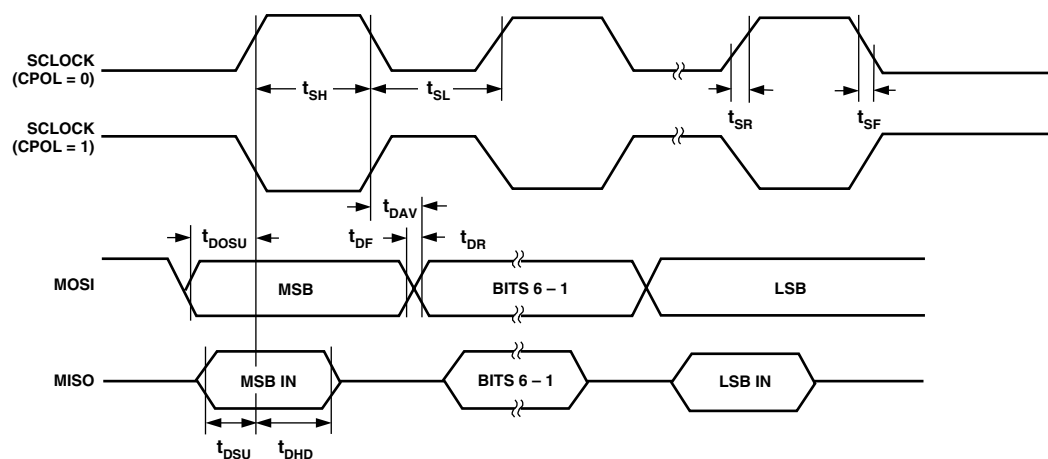 SCLOCK
(CPOL = 0)
tSH
tSL
tSR
tSF
SCLOCK
(CPOL = 1)
tDAV
tDOSU
tDF
tDR
MOSI
MSB
BITS 6 – 1
LSB
MISO
MSB IN
BITS 6 – 1
LSB IN
tDSU
tDHD